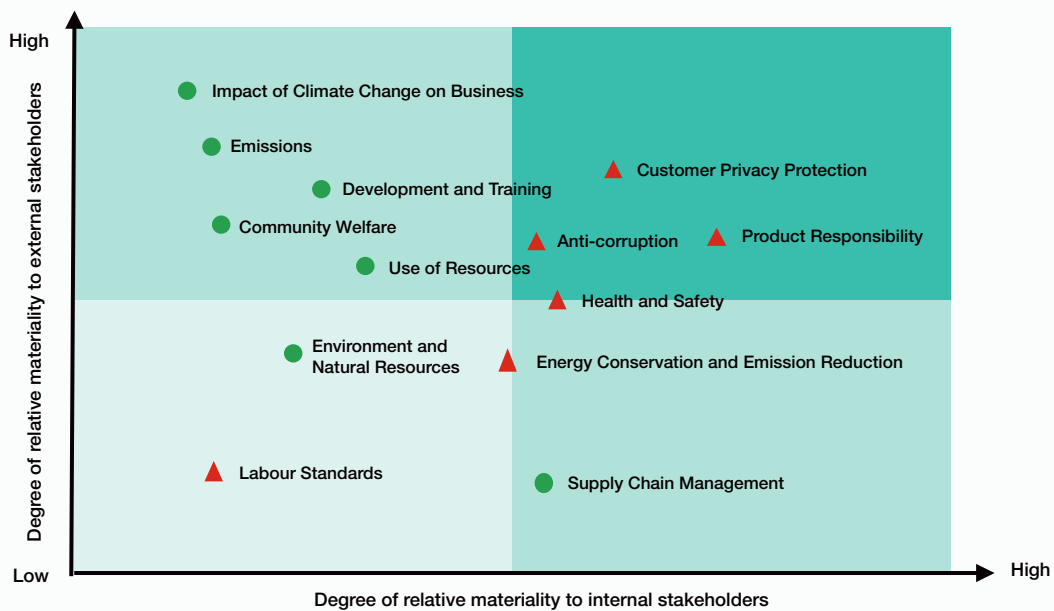 High
Degree of relative materiality to external stakeholders
Impact of Climate Change on Business
Emissions
Customer Privacy Protection
Development and Training
Community Welfare
Anti-corruption
Product Responsibility
Use of Resources
Health and Safety
Environment and
Natural Resources
Energy Conservation and Emission Reduction
Labour Standards
Supply Chain Management
Low
High
Degree of relative materiality to internal stakeholders